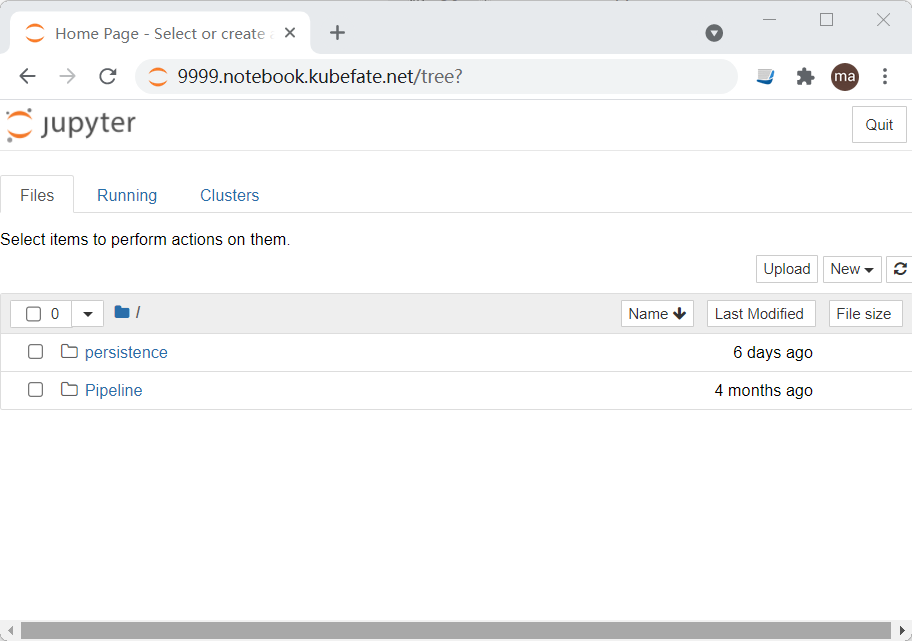 Home Page - Select or create a
9999.notebook.kubefate.net/tree?
ma
jupyter
Quit
Files
Running
Clusters
Select items to perform actions on them.
Upload
New
0
/
Name
Last Modified
File size
persistence
6 days ago
Pipeline
4 months ago